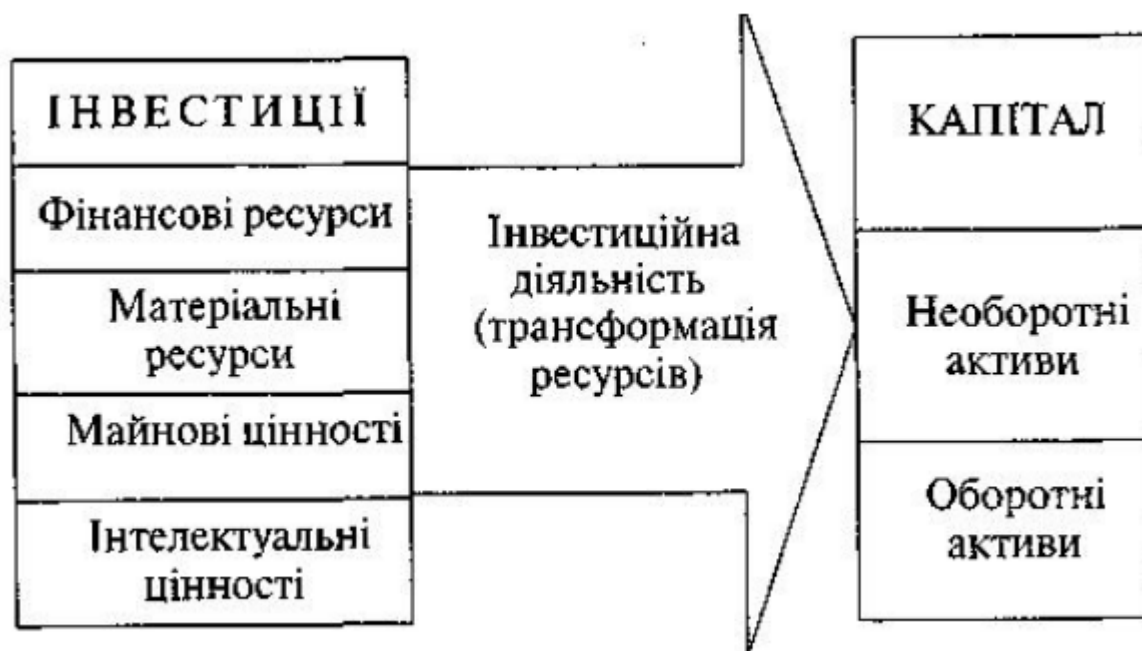 ІНВЕСТИЦІЇ
Фінансові ресурси
Матеріальні
ресурси
Майнові цінності
Інтелектуальні
цінності
Інвестиційна
діяльність
(трансформація
ресурсів)
КАПІТАЛ
Необоротні
активи
Оборотні
активи